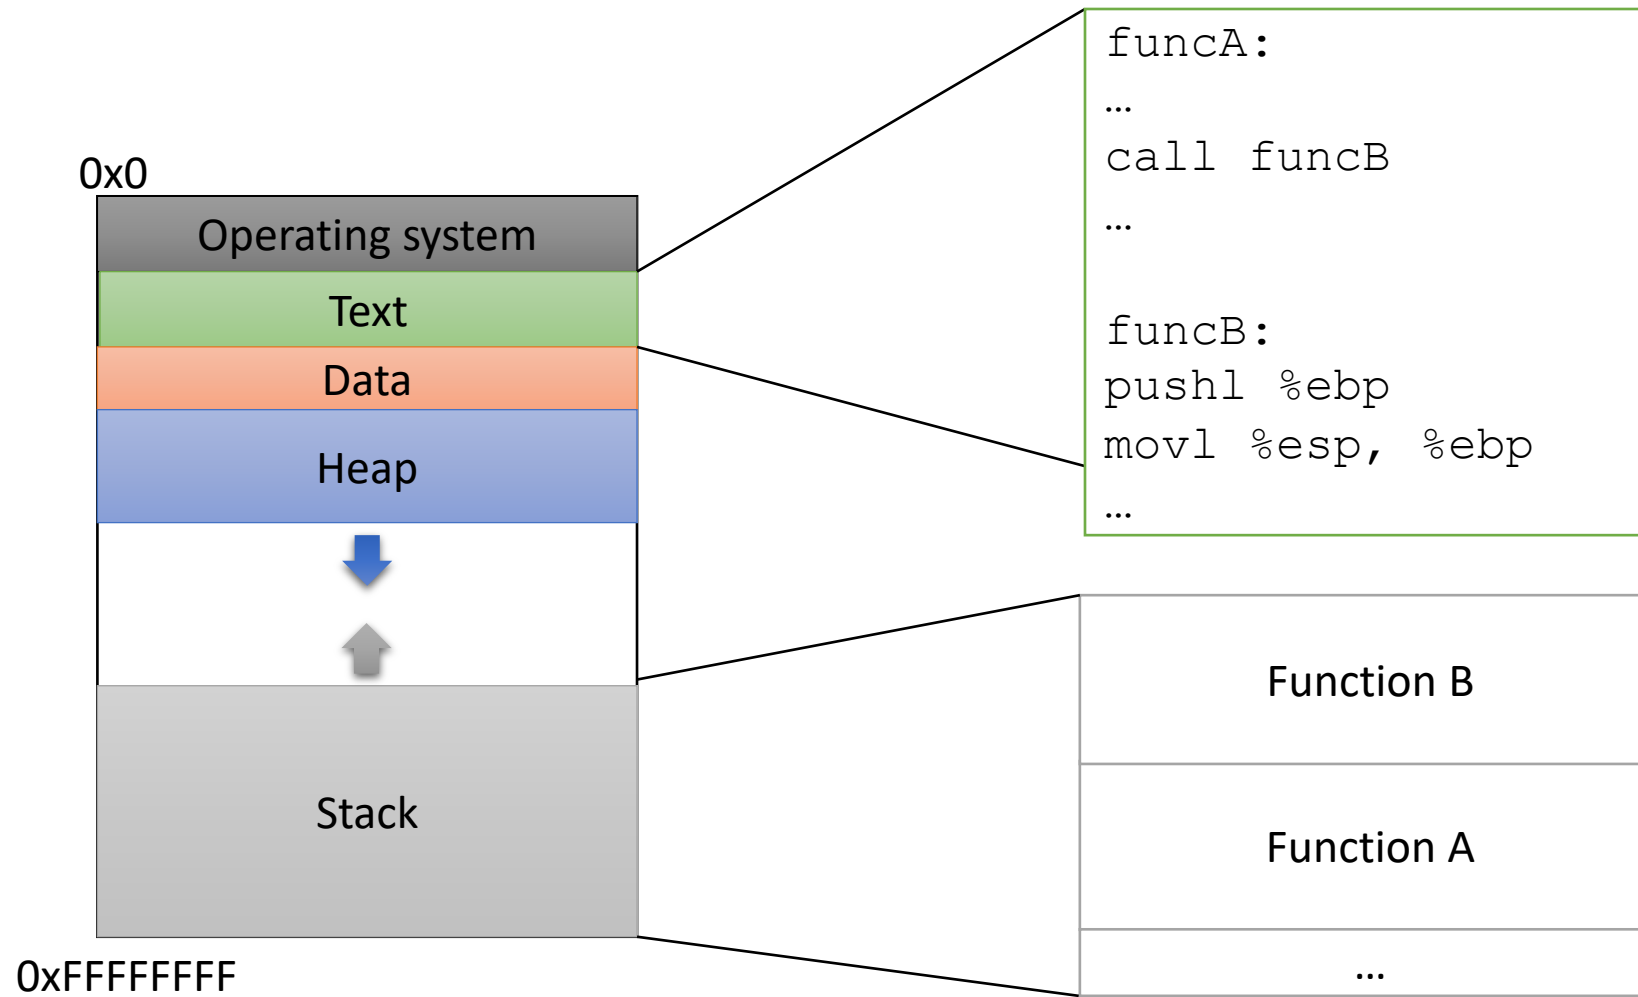 0x0
Operating system
Text
Data
Heap
Stack
0xFFFFFFFF
funcA:
…
call funcB
…
funcB:
pushl %ebp
movl %esp, %ebp
…
Function B
Function A
…